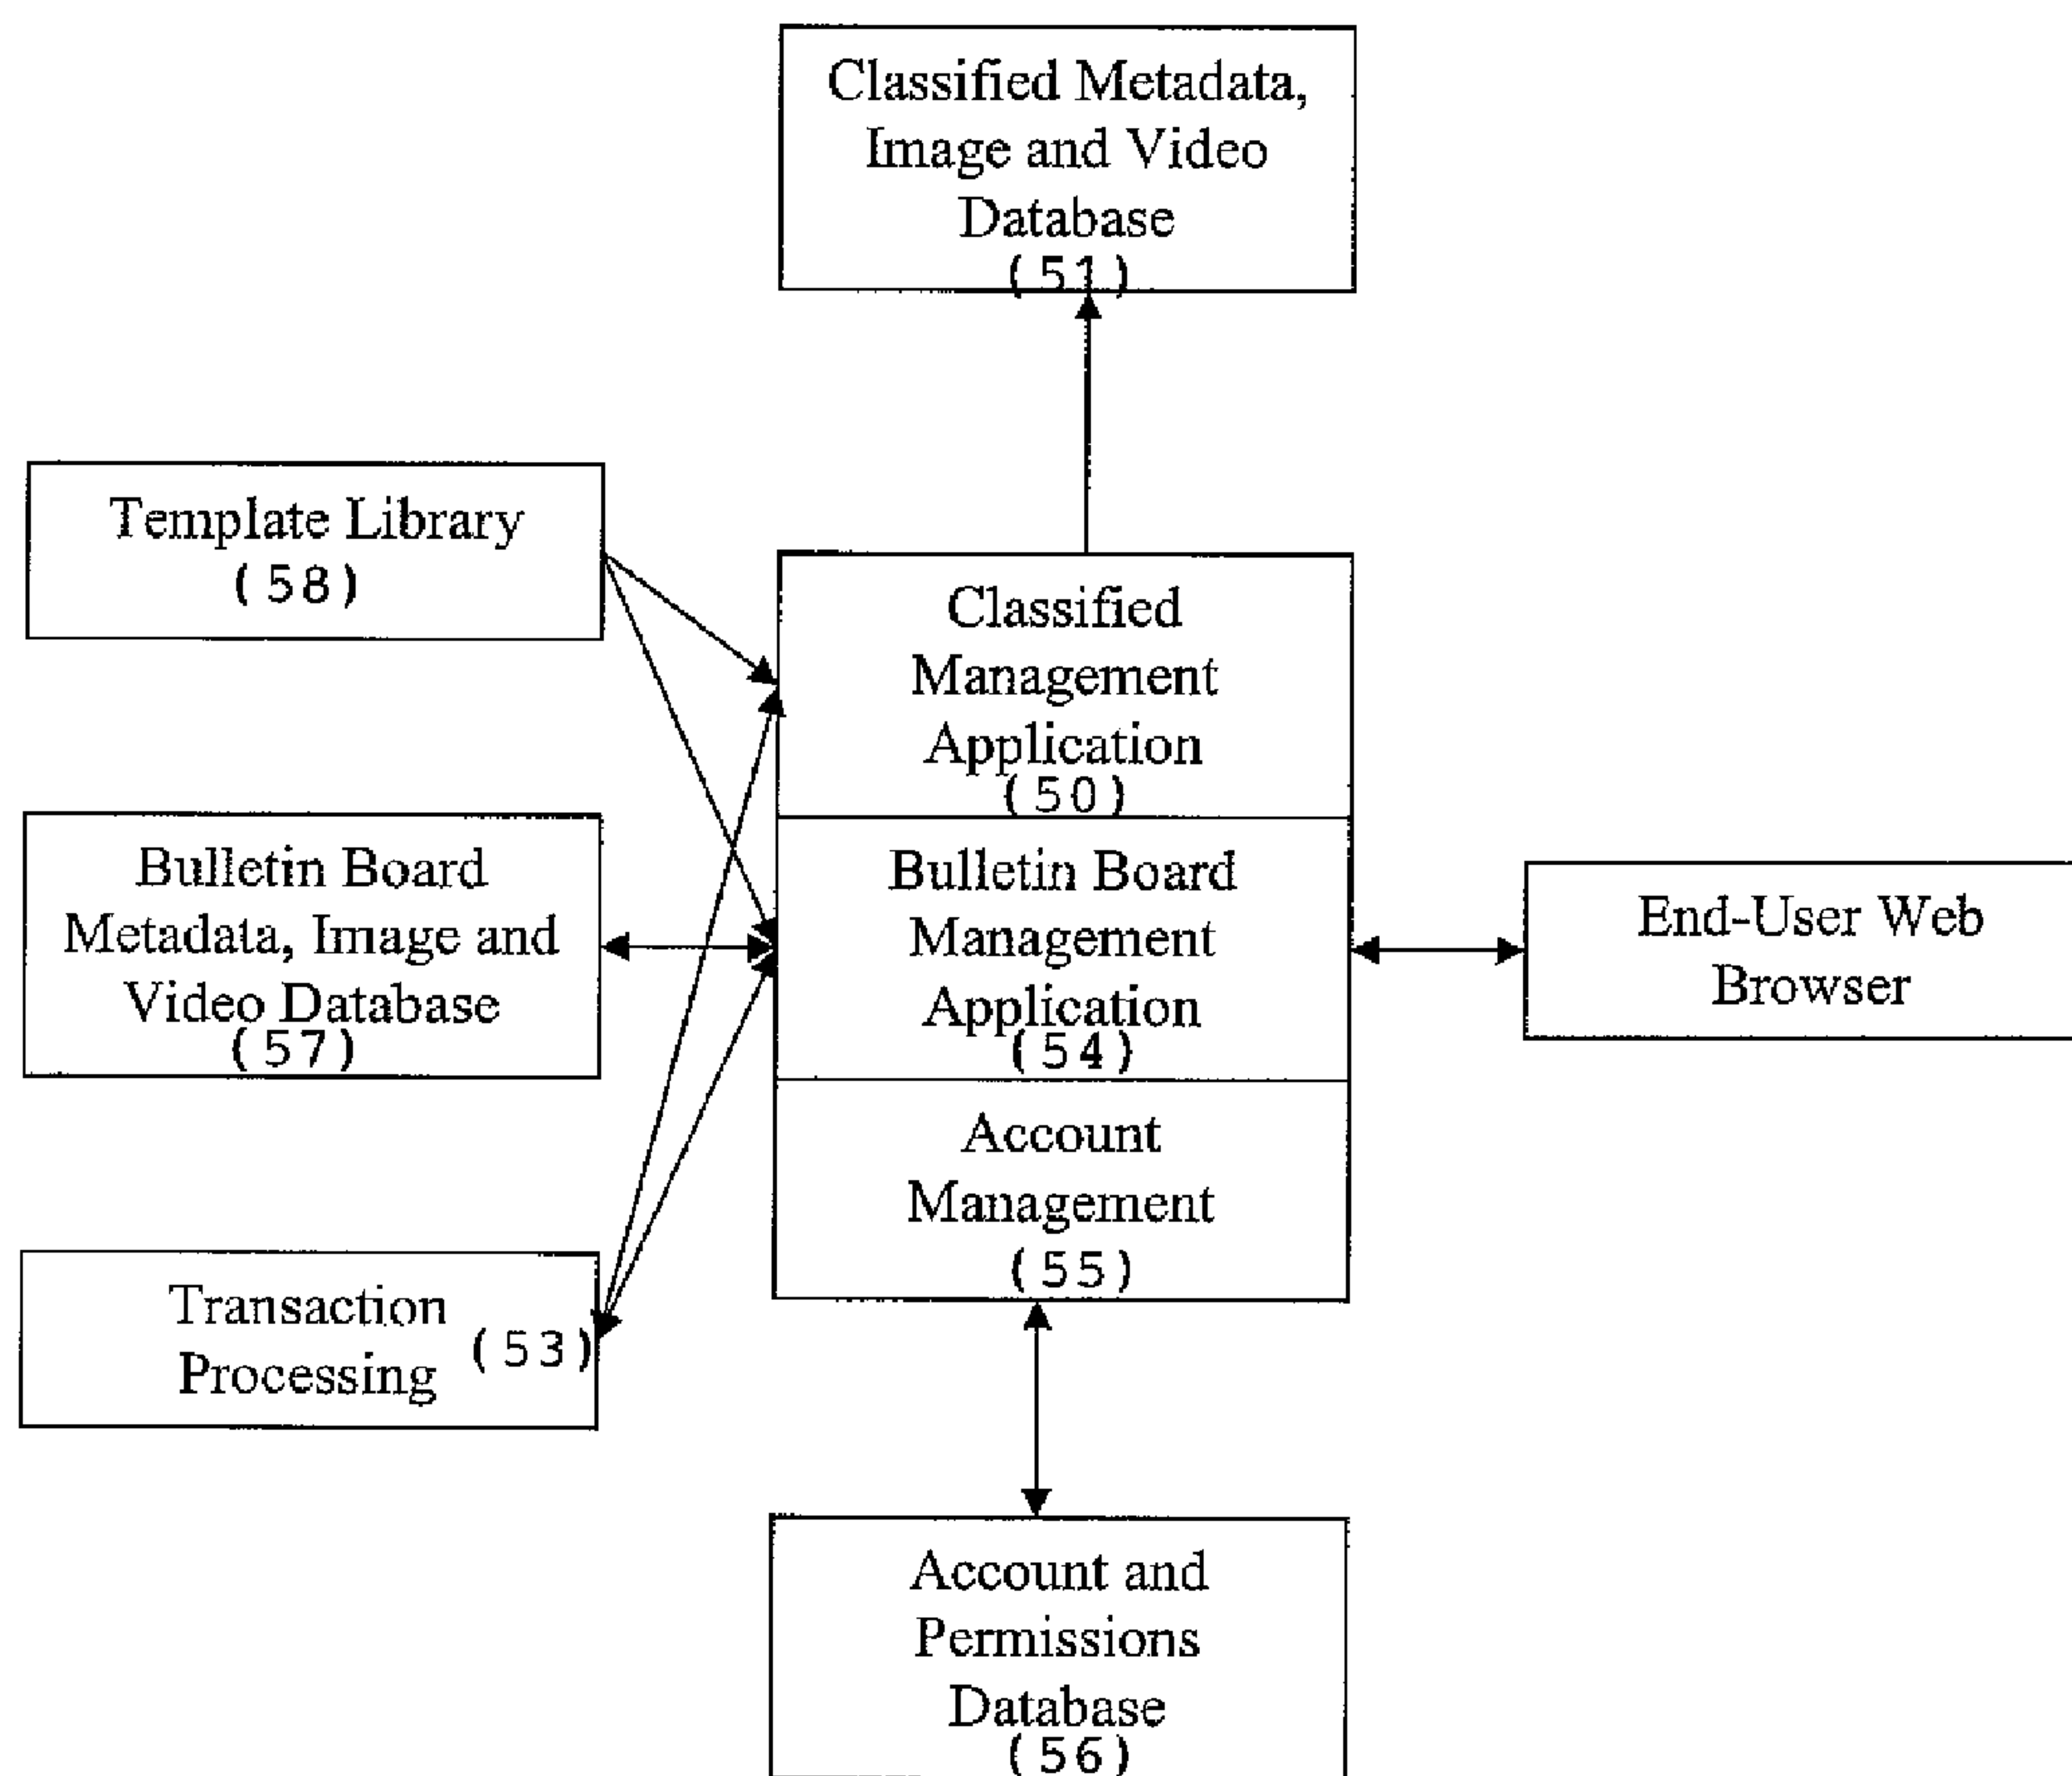 Classified Metadata,
Image and Video
Database
(51)
Template Library
(58)
Classified
Management
Application
(50)
Bulletin Board
Metadata, Image and
Video Database
(57)
Bulletin Board
Management
Application
(54)
End-User Web
Browser
Account
Management
(55)
Transaction
Processing (53)
Account and
Permissions
Database
(56)